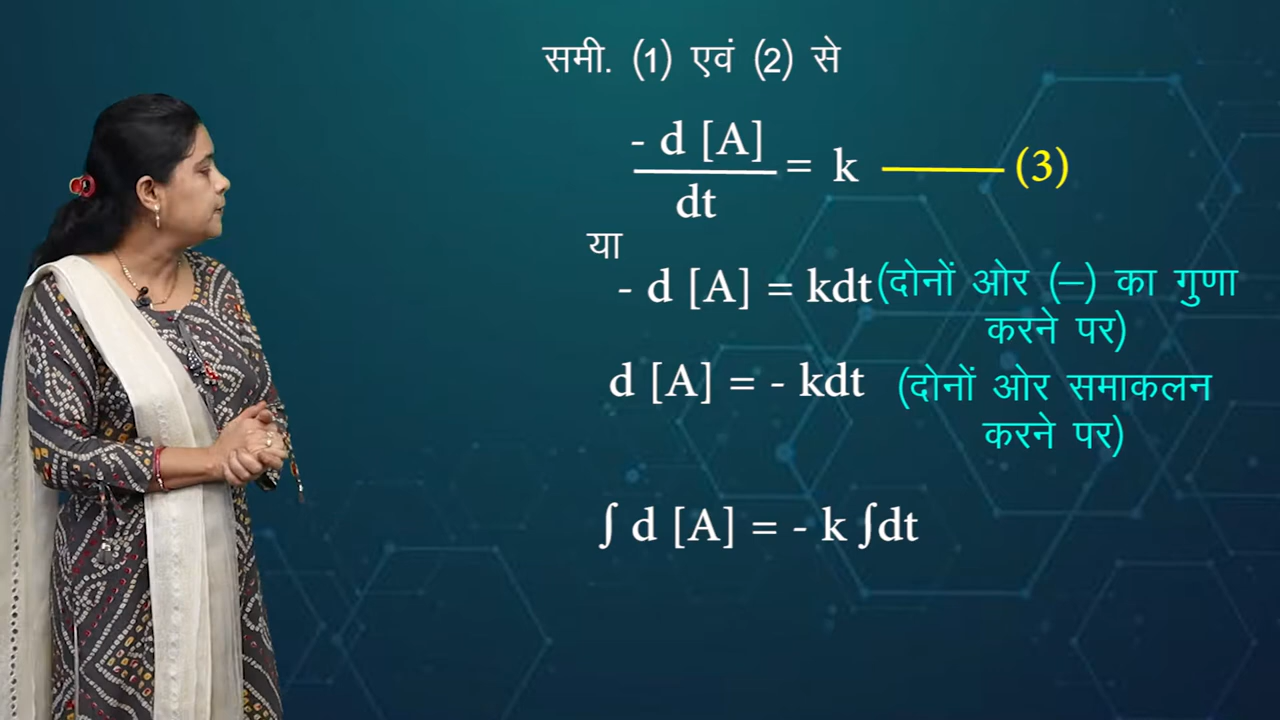 समी. (1) एवं (2) से
- d [A]
dt
= k ——— (3)
या
- d [A] = kdt (दोनों ओर (–) का गुणा
करने पर)
d [A] = - kdt (दोनों ओर समाकलन
करने पर)
∫ d [A] = - k ∫dt